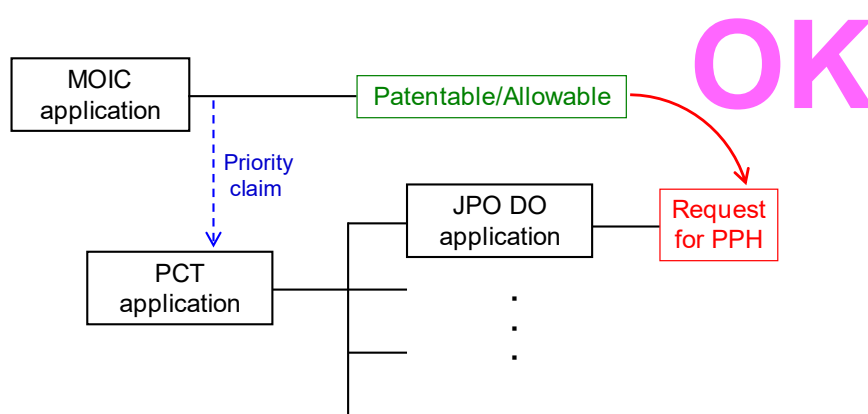 OK
MOIC
application
Patentable/Allowable
Priority
claim
JPO DO
application
Request
for PPH
PCT
application